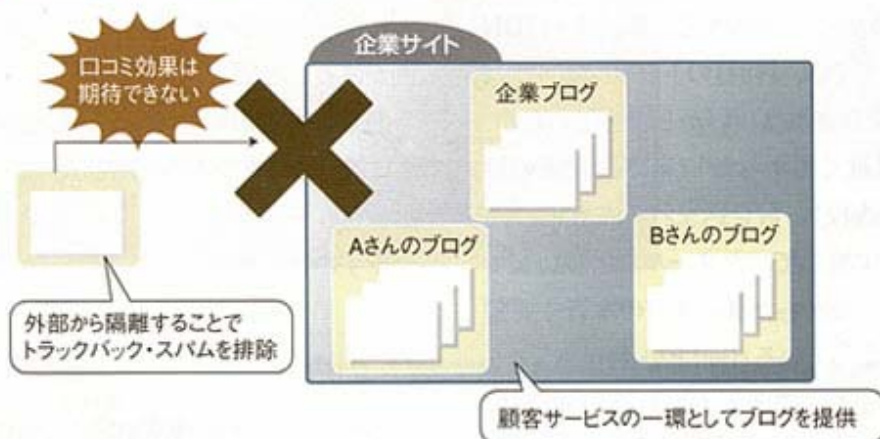 口コミ効果は
期待できない
企業サイト
企業ブログ
Aさんのブログ
Bさんのブログ
外部から隔離することで
トラックバック・スパムを排除
顧客サービスの一環としてブログを提供